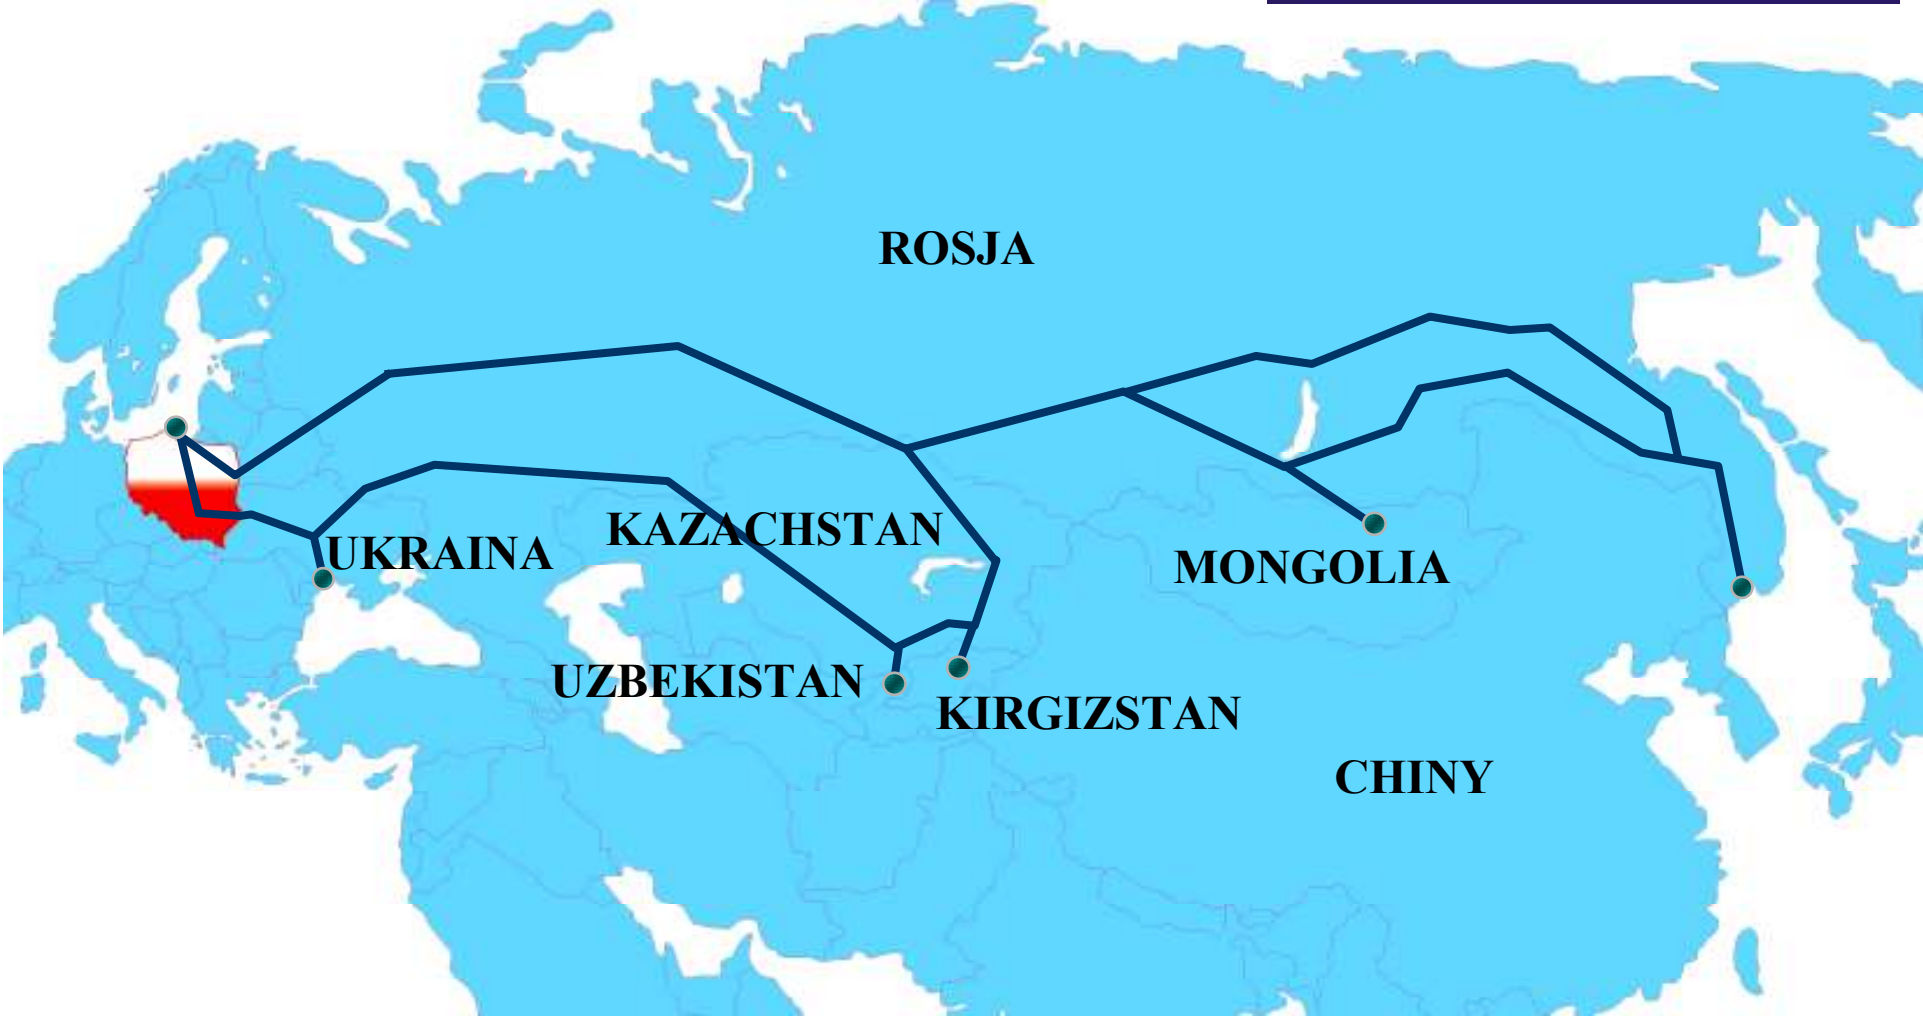 ROSJA
KAZACHSTAN
UKRAINA
MONGOLIA
UZBEKISTAN
KIRGIZSTAN
CHINY